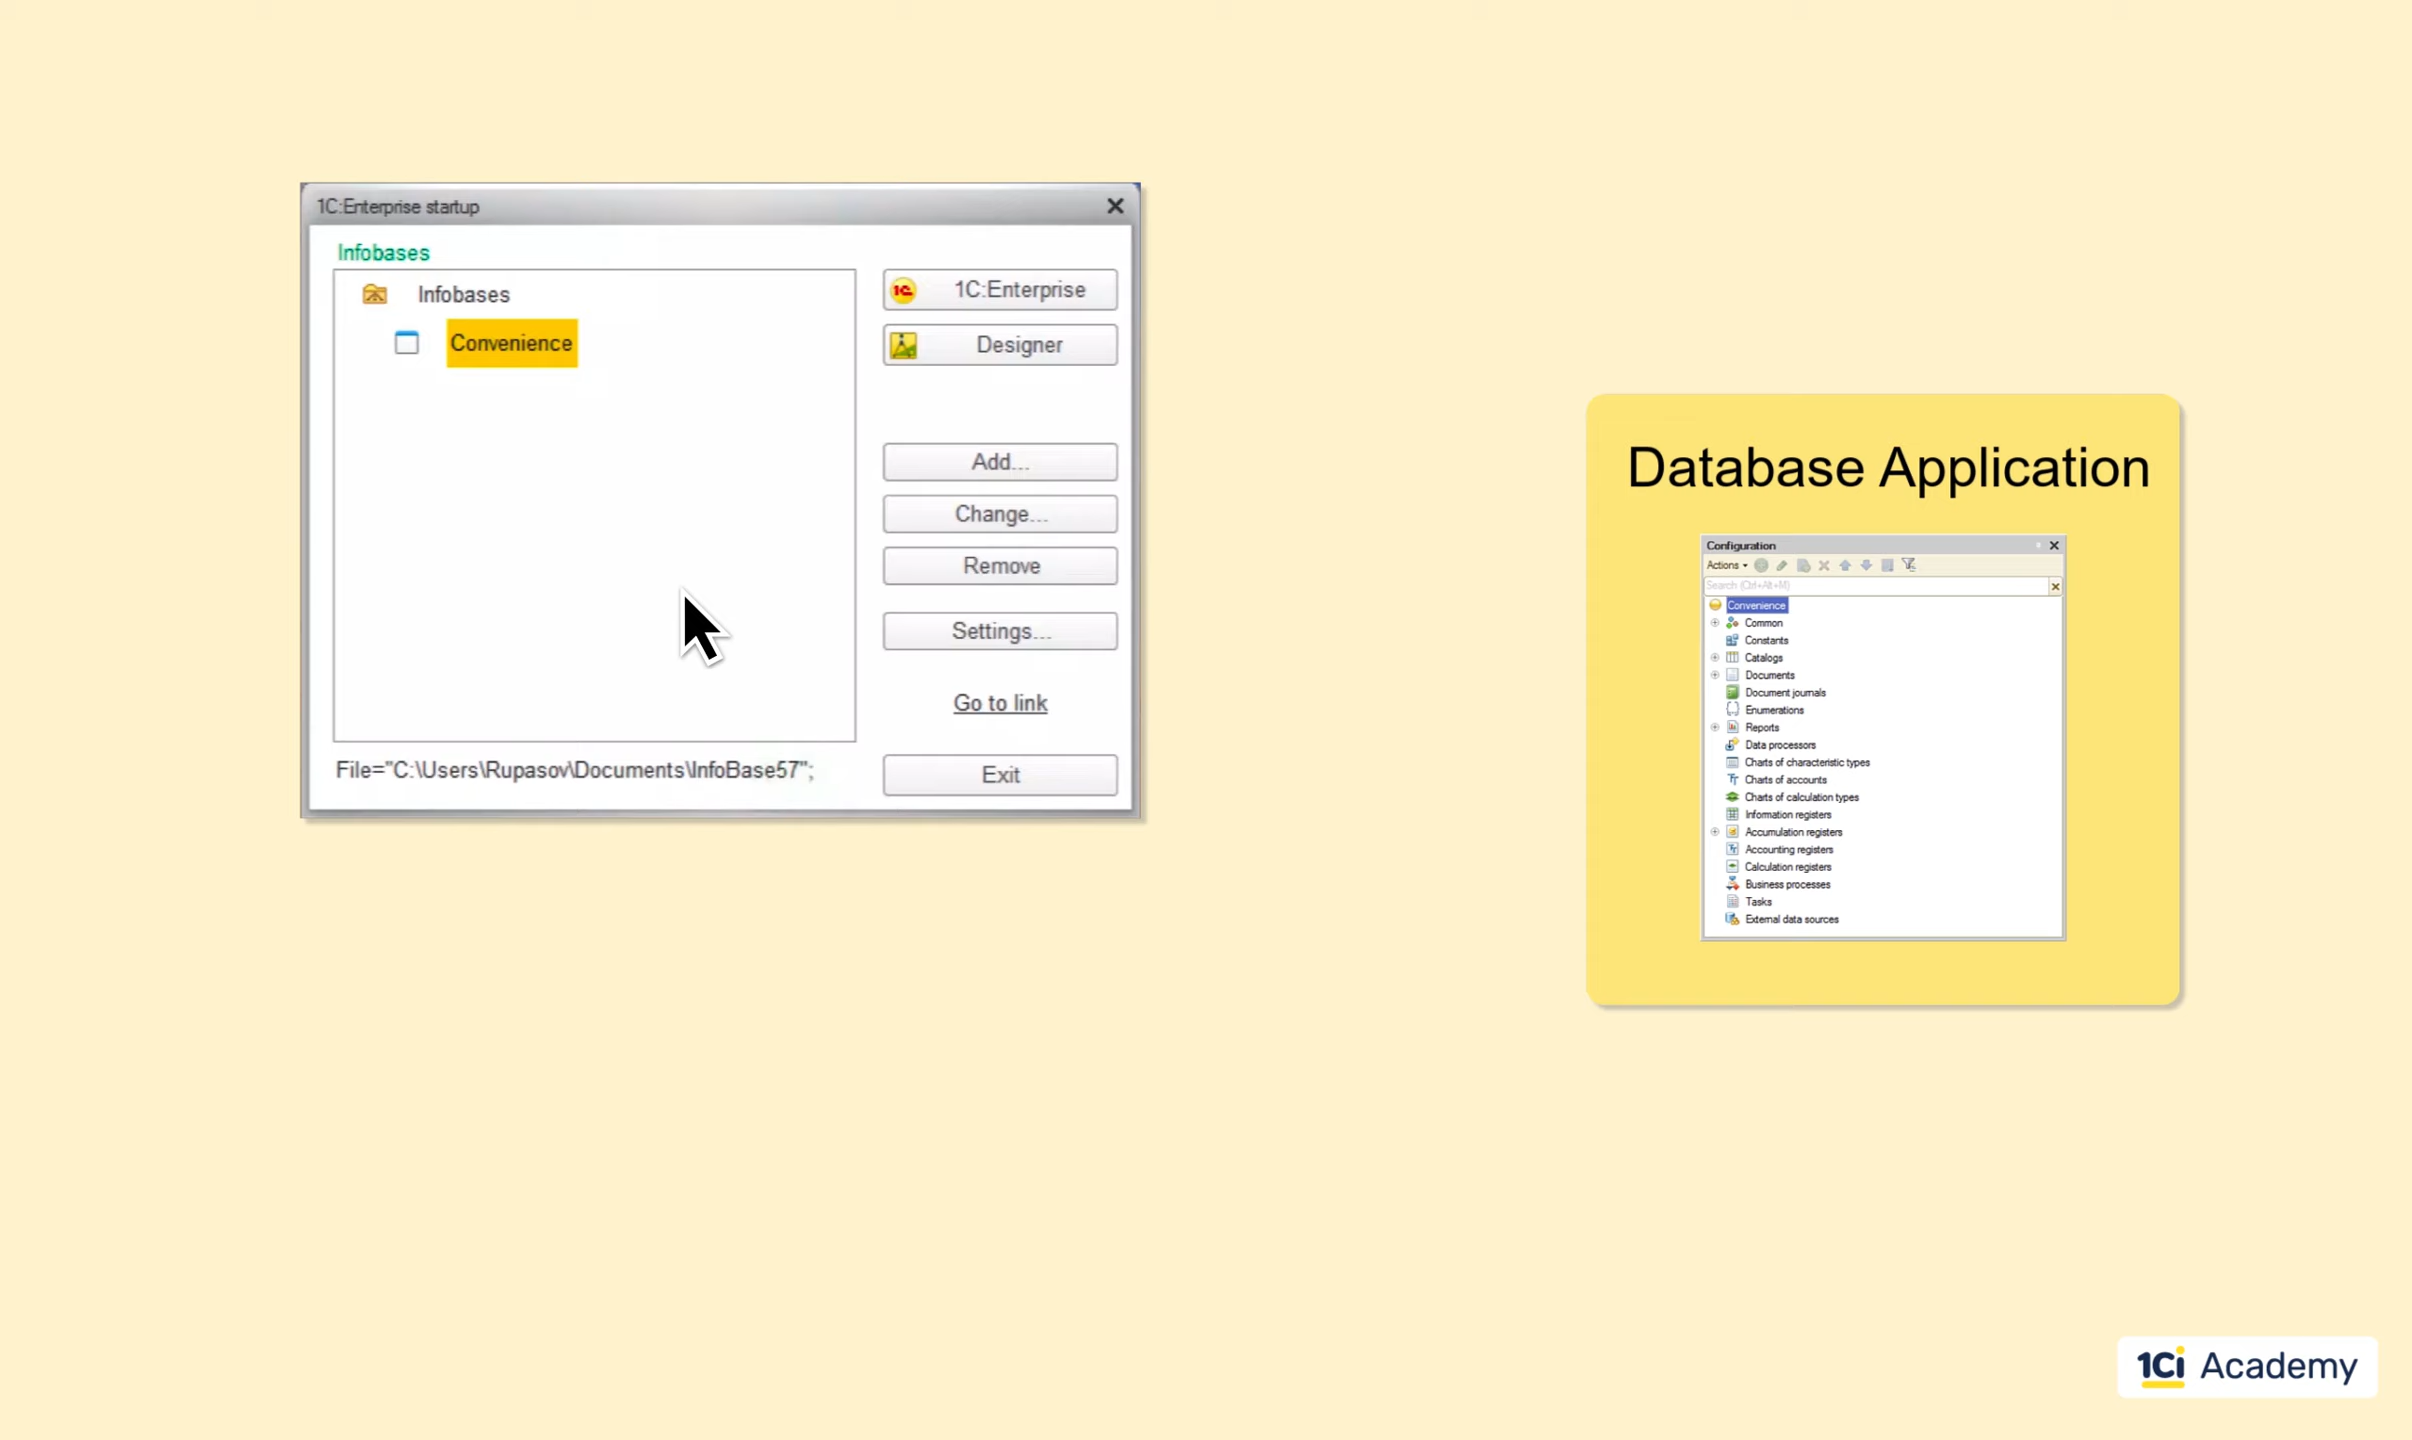 1C:Enterprise startup
Infobases
Infobases
Convenience
1C:Enterprise
Designer
Add...
Change...
Remove
Settings...
Go to link
Exit
File="C:\Users\Rupasov\Documents\InfoBase57";
Database Application
Configuration
Actions
Search (Ctrl+Alt+M)
Convenience
Common
Constants
Catalogs
Documents
Document journals
Enumerations
Reports
Data processors
Charts of characteristic types
Charts of accounts
Charts of calculation types
Information registers
Accumulation registers
Accounting registers
Calculation registers
Business processes
Tasks
External data sources
1Ci Academy